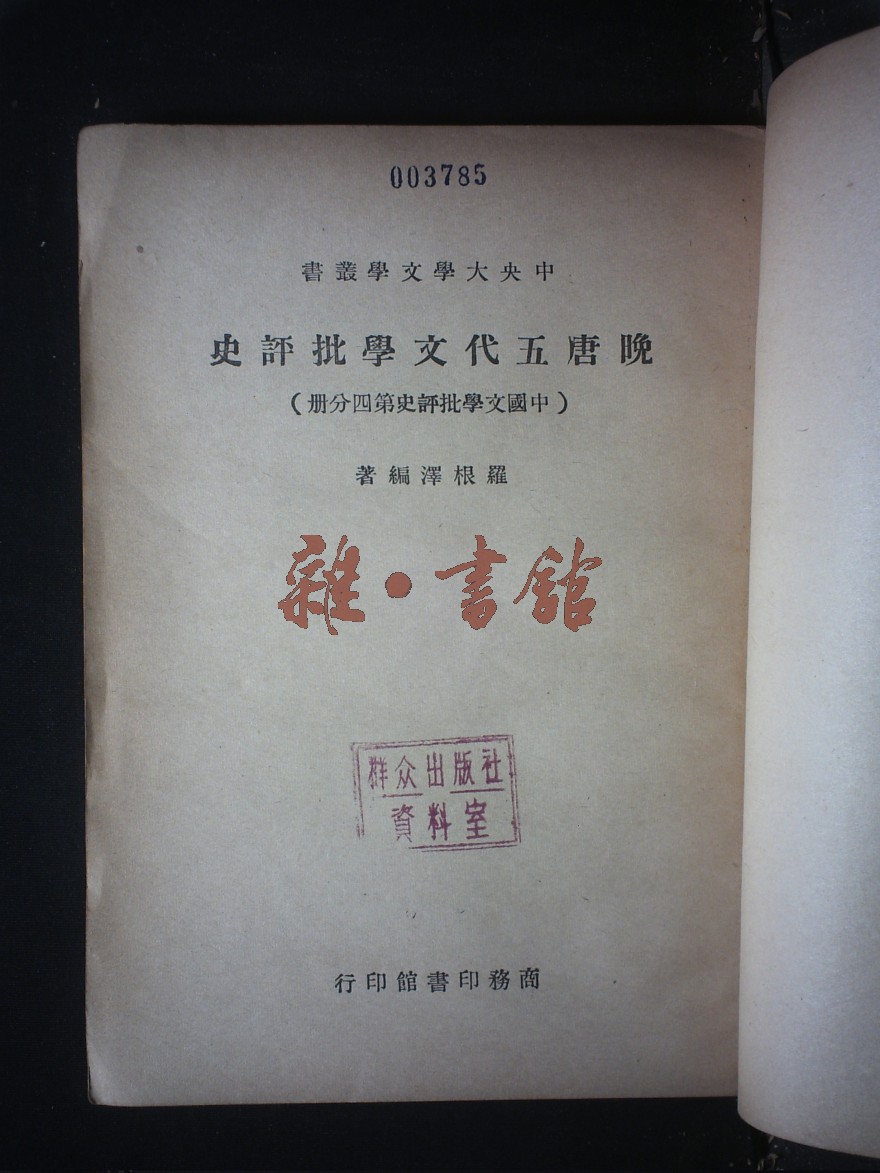 003785
中央大學文學叢書
晚唐五代文學批評史
（中國文學批評史第四分册）
羅根澤編著
雜·書館
群众出版社
資料室
商務印書館印行